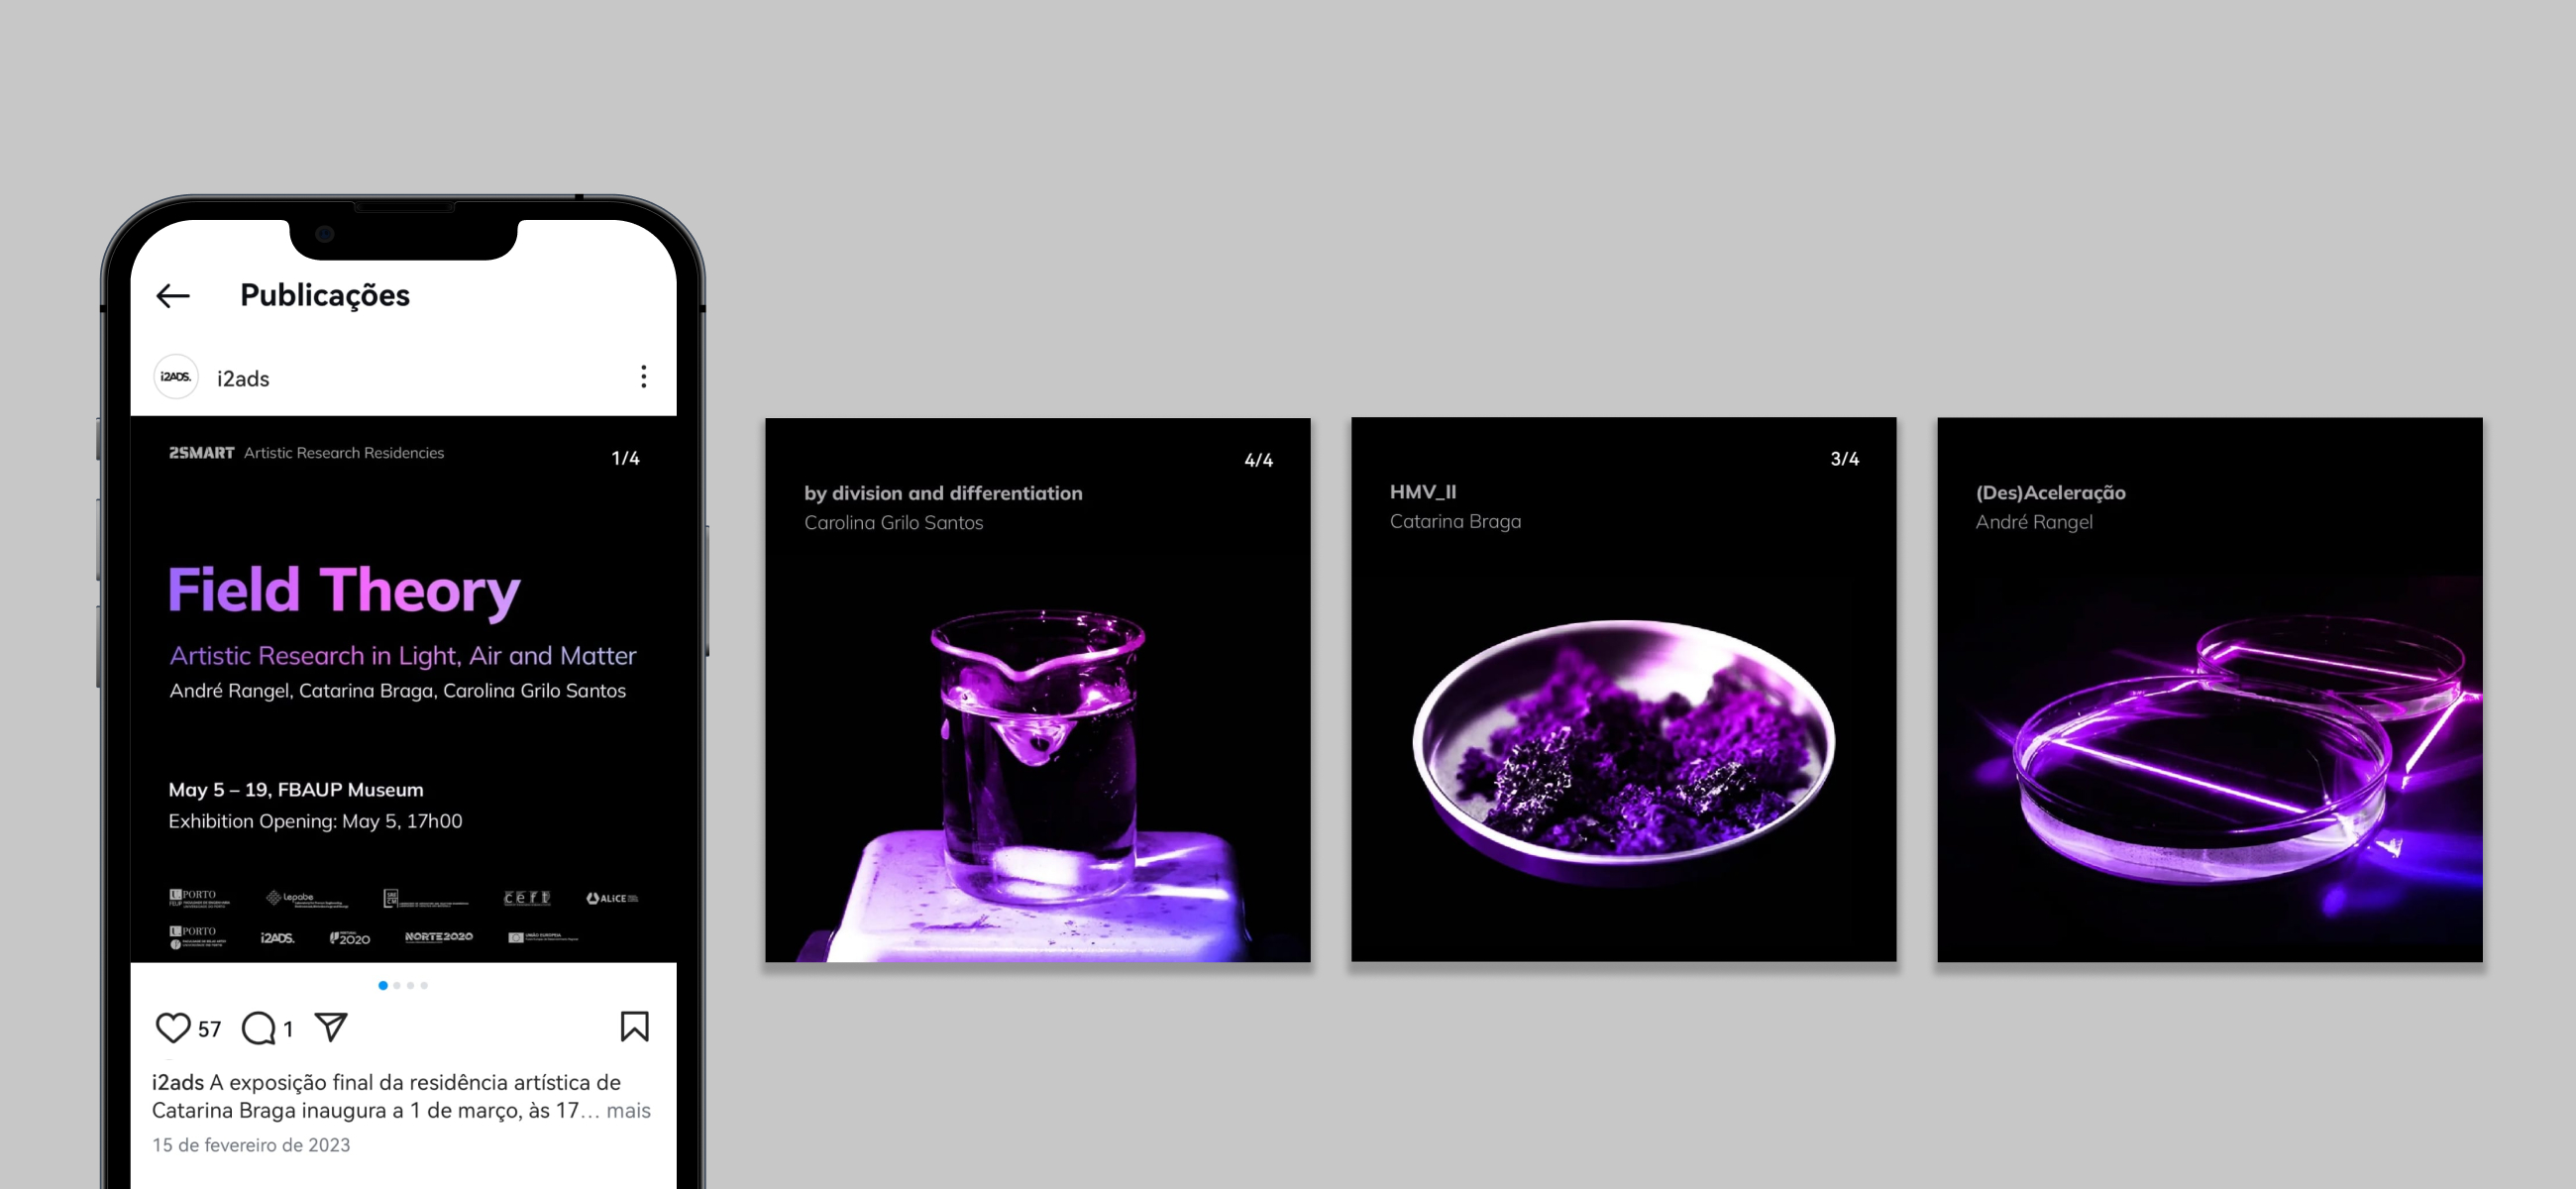 Publicações
i2ADS.
i2ads
2SMART Artistic Research Residencies
1/4
Field Theory
Artistic Research in Light, Air and Matter
André Rangel, Catarina Braga, Carolina Grilo Santos
May 5 – 19, FBAUP Museum
Exhibition Opening: May 5, 17h00
U.PORTO
Lepabe
cerf
ALiCE
U.PORTO
i2ADS.
2020
NORTE2020
UNIÃO EUROPEIA
57
1
i2ads A exposição final da residência artística de
Catarina Braga inaugura a 1 de março, às 17... mais
15 de fevereiro de 2023
4/4
by division and differentiation
Carolina Grilo Santos
3/4
HMV_II
Catarina Braga
(Des)Aceleração
André Rangel